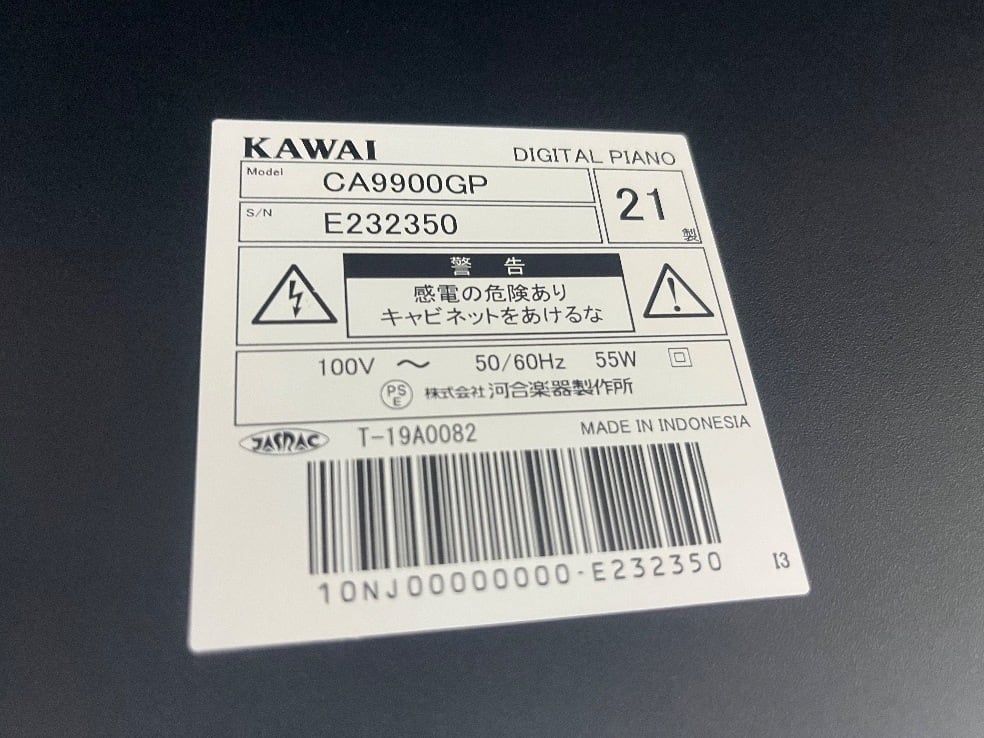 KAWAI
DIGITAL PIANO
Model CA9900GP
S/N E232350
21製
警告
感電の危険あり
キャビネットをあけるな
100V ～ 50/60Hz 55W
PSE 株式会社河合楽器製作所
JASRAC T-19A0082 MADE IN INDONESIA
10NJ00000000-E232350
I3